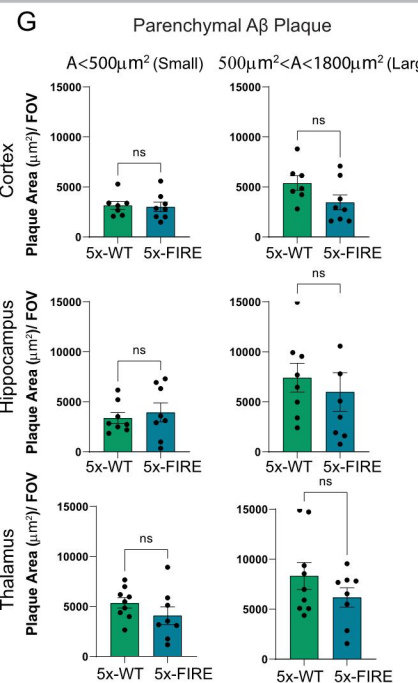 G
Parenchymal Aβ Plaque
A<500μm² (Small) 500μm²<A<1800μm² (Larg
Cortex
Plaque Area (μm²)/ FOV
15000
10000
5000
0
ns
5x-WT 5x-FIRE
15000
10000
5000
0
ns
5x-WT 5x-FIRE
Hippocampus
Plaque Area (μm²)/ FOV
15000
10000
5000
0
ns
5x-WT 5x-FIRE
15000
10000
5000
0
ns
5x-WT 5x-FIRE
Thalamus
Plaque Area (μm²)/ FOV
15000
10000
5000
0
ns
5x-WT 5x-FIRE
15000
10000
5000
0
ns
5x-WT 5x-FIRE